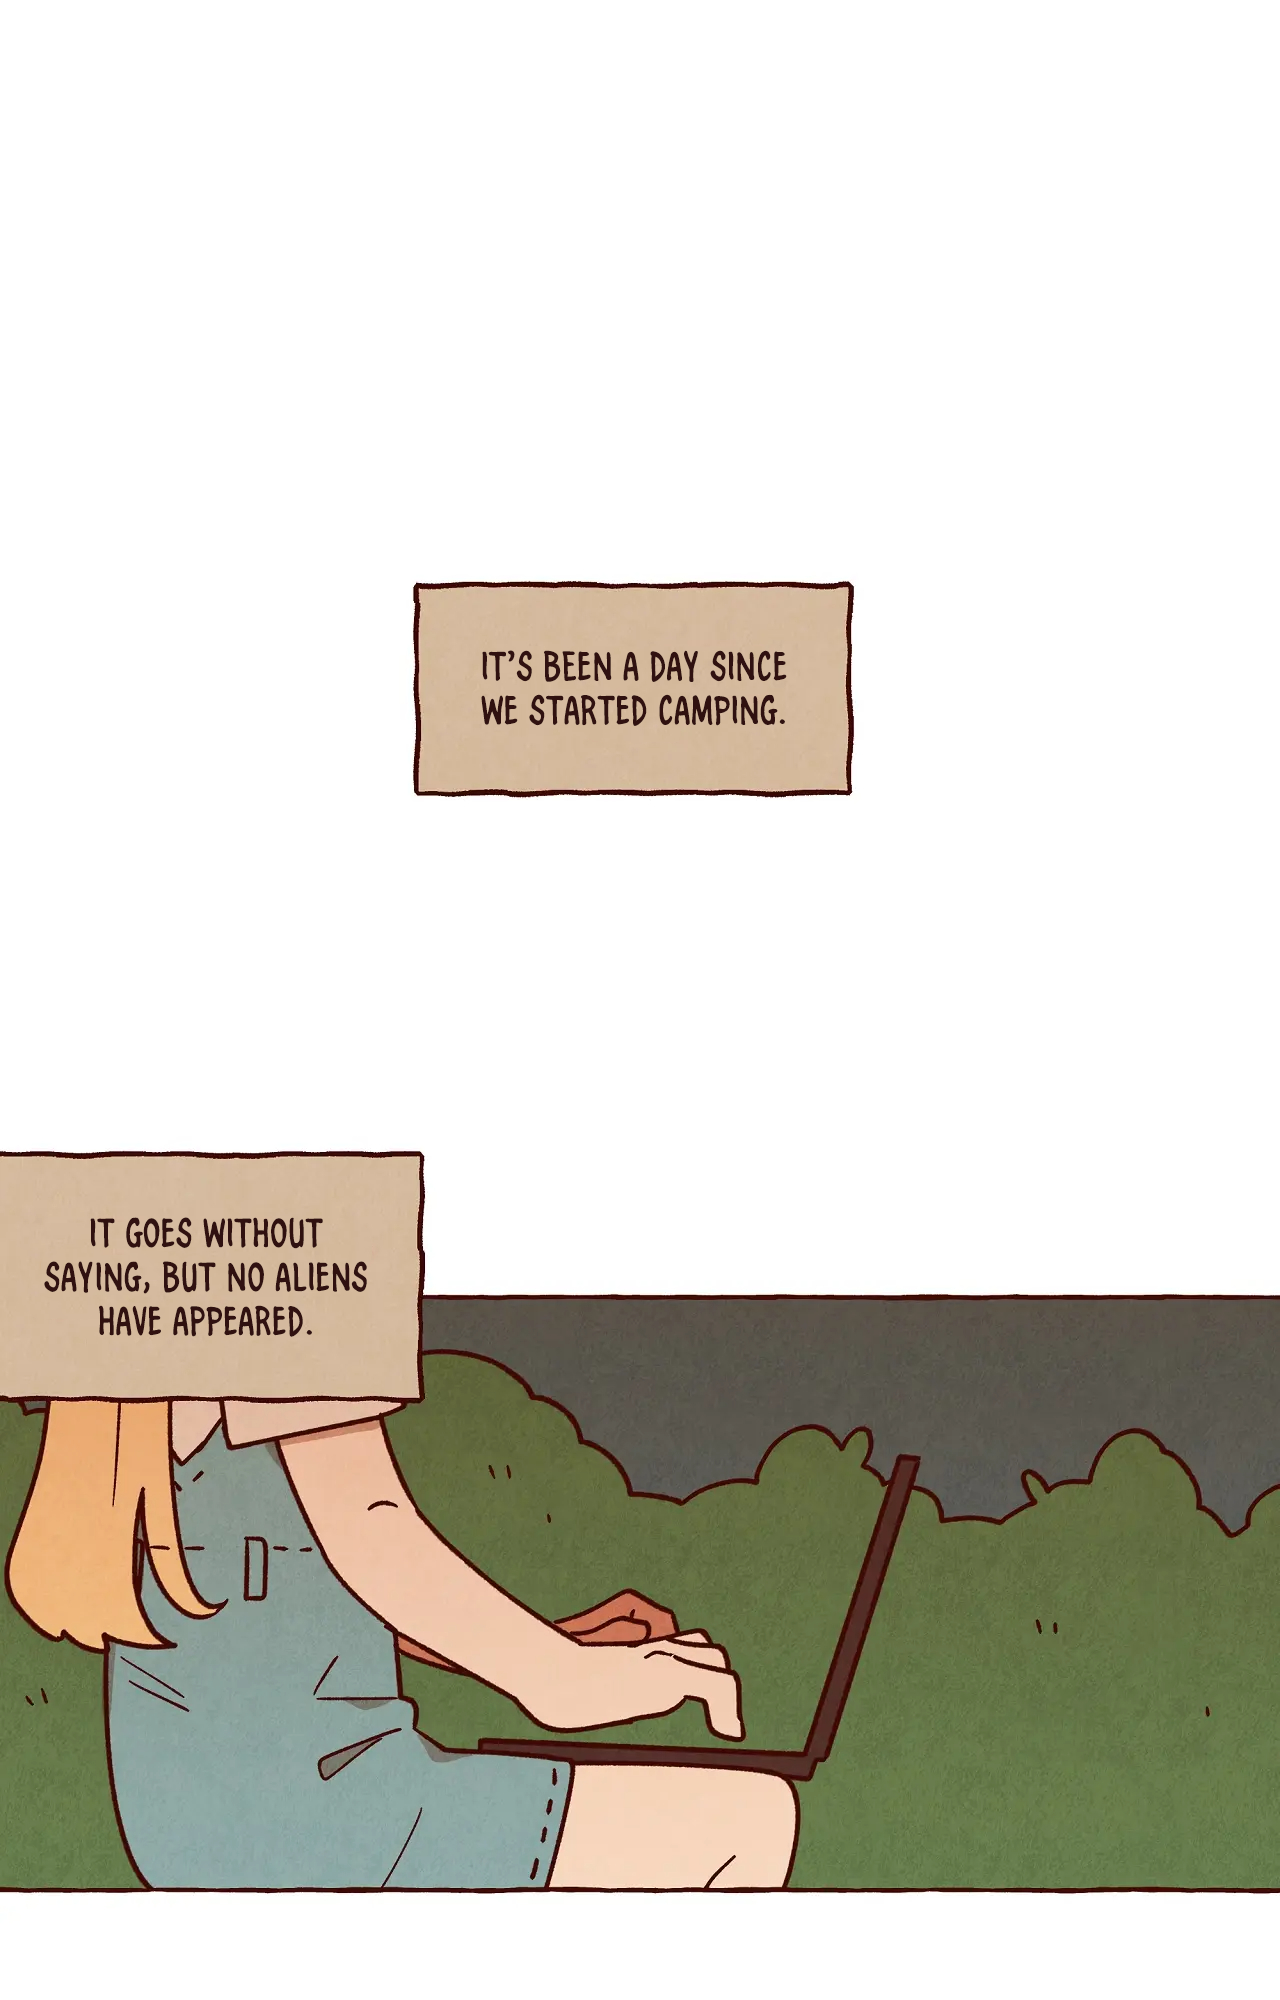 IT'S BEEN A DAY SINCE
WE STARTED CAMPING.
IT GOES WITHOUT
SAYING, BUT NO ALIENS
HAVE APPEARED.